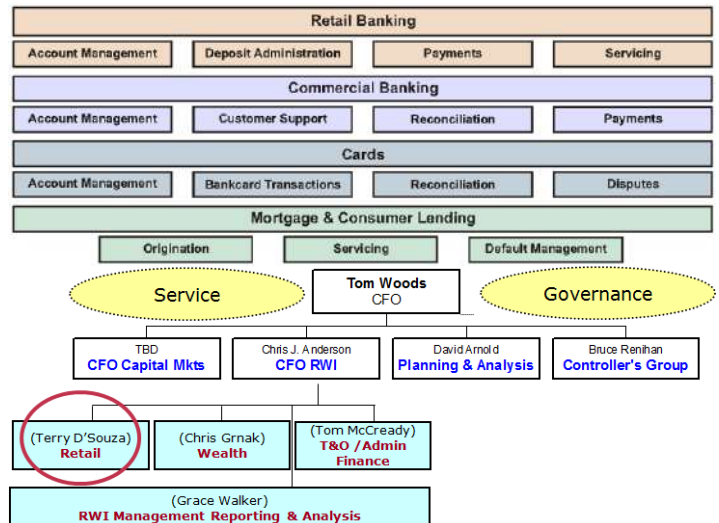 Retail Banking
Account Management Deposit Administration Payments Servicing
Commercial Banking
Account Management Customer Support Reconciliation Payments
Cards
Account Management Bankcard Transactions Reconciliation Disputes
Mortgage & Consumer Lending
Origination Servicing Default Management
Service
Tom Woods
CFO
Governance
TBD
CFO Capital Mkts
Chris J. Anderson
CFO RWI
David Arnold
Planning & Analysis
Bruce Renihan
Controller's Group
(Terry D'Souza)
Retail
(Chris Grnak)
Wealth
(Tom McCready)
T&O /Admin
Finance
(Grace Walker)
RWI Management Reporting & Analysis